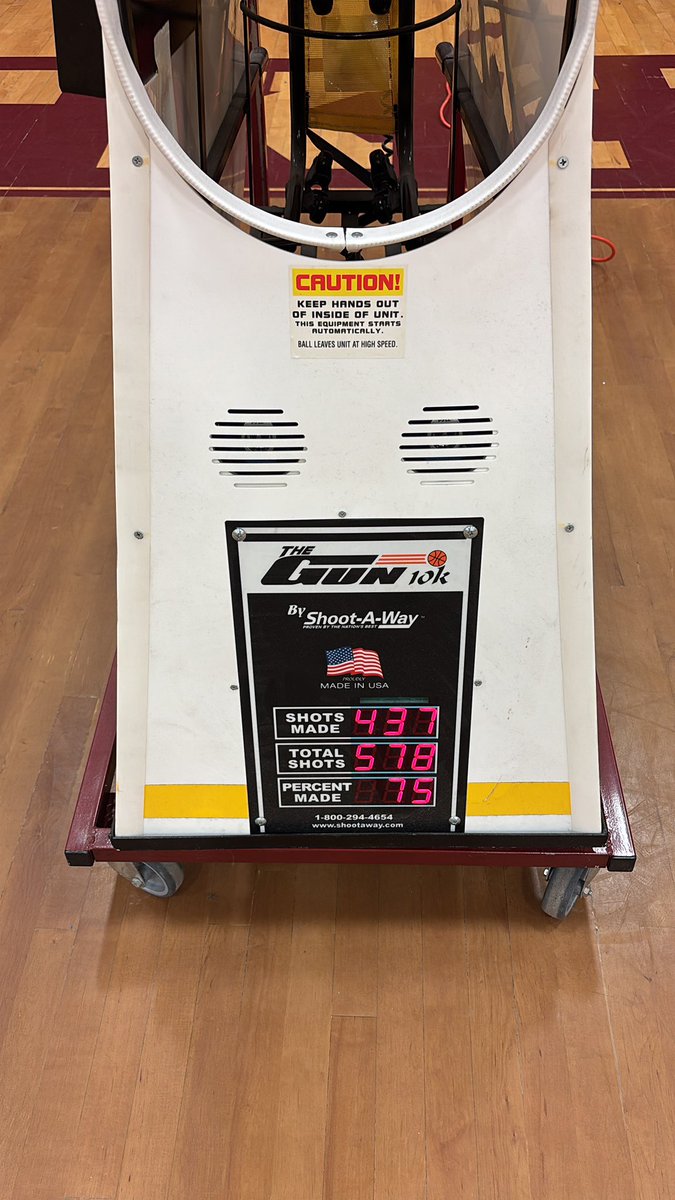 CAUTION!
KEEP HANDS OUT
OF INSIDE OF UNIT.
THIS EQUIPMENT STARTS
AUTOMATICALLY.
BALL LEAVES UNIT AT HIGH SPEED.
THE
GUN 10k
By Shoot-A-Way™
PROVEN BY THE NATION'S BEST
PROUDLY
MADE IN USA
SHOTS MADE 437
TOTAL SHOTS 578
PERCENT MADE 75
1-800-294-4654
www.shootaway.com